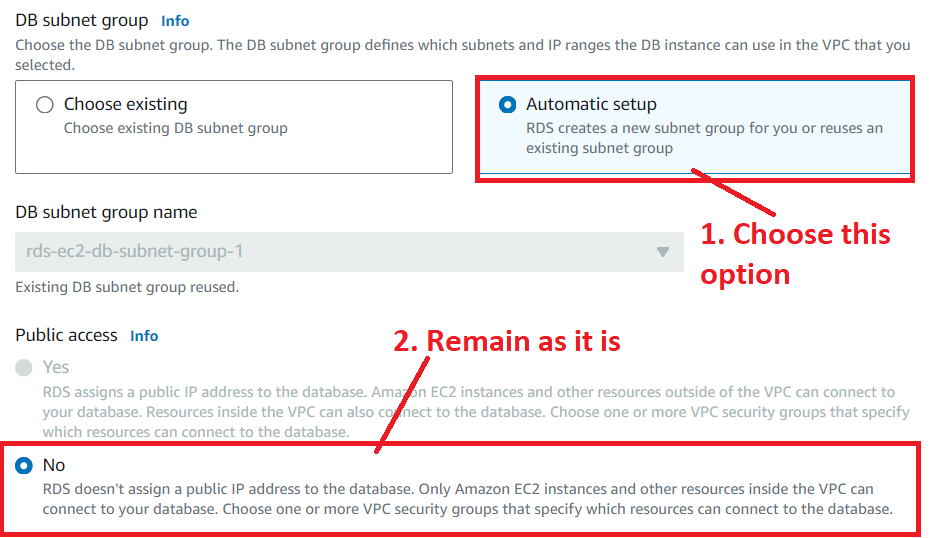 DB subnet group Info
Choose the DB subnet group. The DB subnet group defines which subnets and IP ranges the DB instance can use in the VPC that you
selected.
Choose existing
Choose existing DB subnet group
Automatic setup
RDS creates a new subnet group for you or reuses an
existing subnet group
DB subnet group name
1. Choose this
option
rds-ec2-db-subnet-group-1
Existing DB subnet group reused.
Public access Info
2. Remain as it is
Yes
RDS assigns a public IP address to the database. Amazon EC2 instances and other resources outside of the VPC can connect to
your database. Resources inside the VPC can also connect to the database. Choose one or more VPC security groups that specify
which resources can connect to the database.
No
RDS doesn't assign a public IP address to the database. Only Amazon EC2 instances and other resources inside the VPC can
connect to your database. Choose one or more VPC security groups that specify which resources can connect to the database.